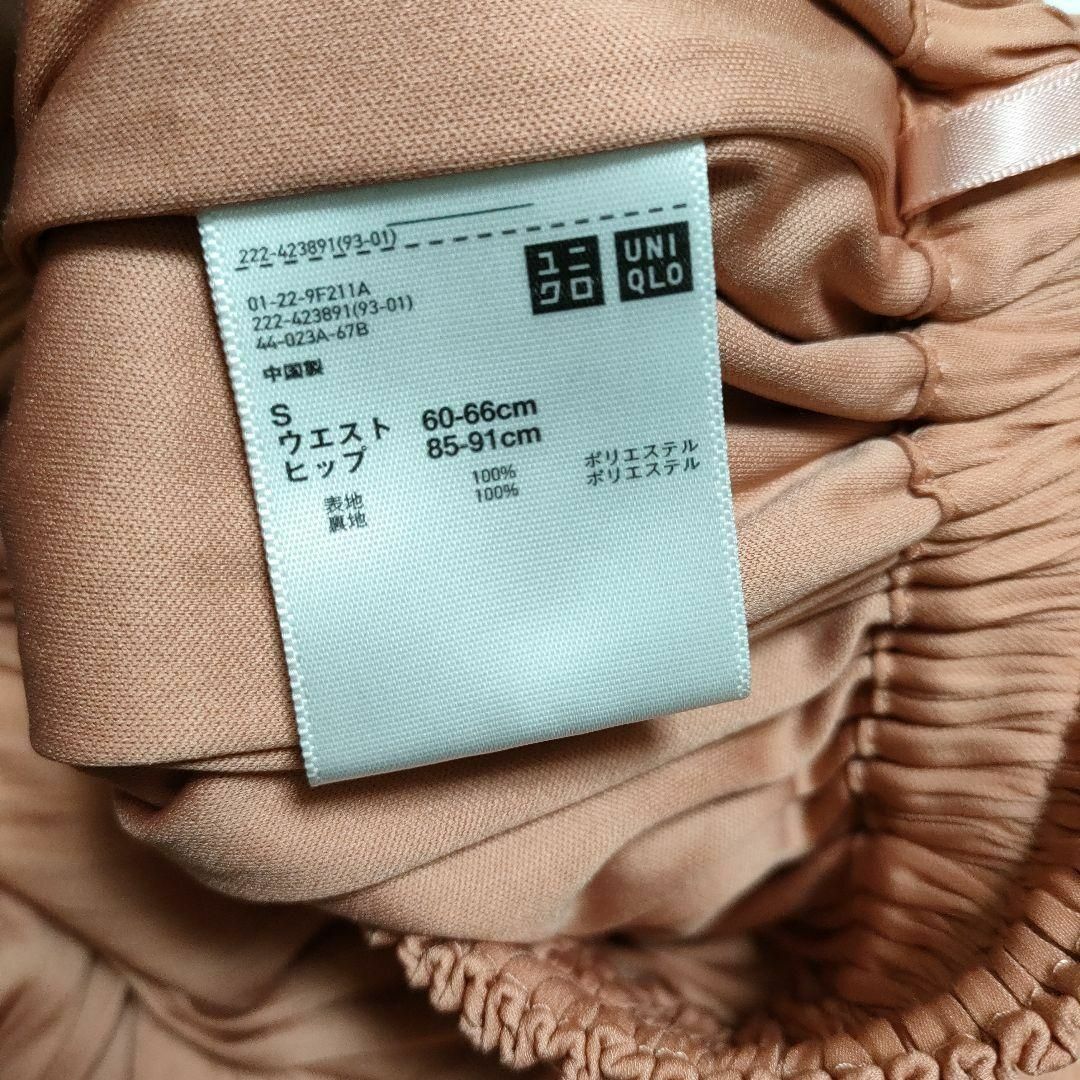 222-423891(93-01)
ユニ
クロ
UNI
QLO
01-22-9F211A
222-423891(93-01)
44-023A-67B
中国製
S
ウエスト 60-66cm
ヒップ 85-91cm
表地 100% ポリエステル
裏地 100% ポリエステル